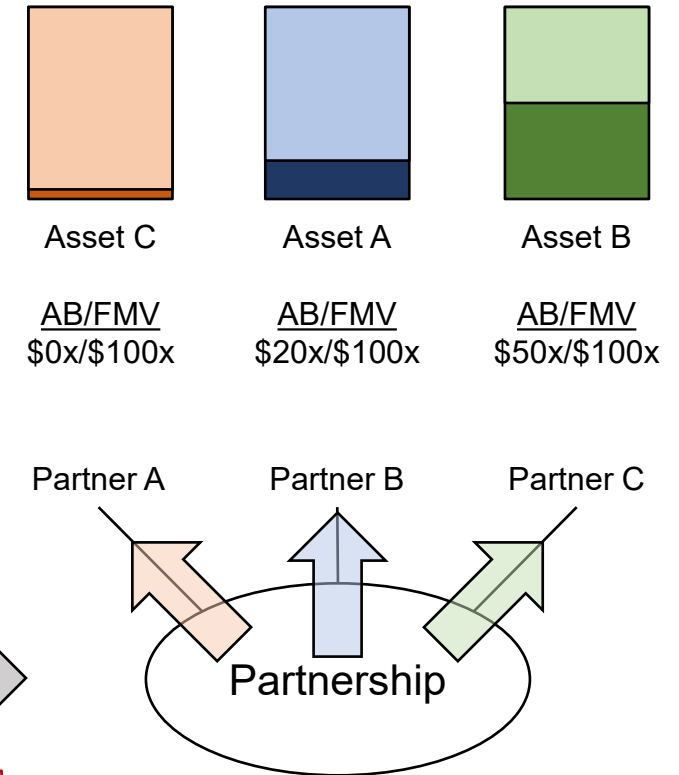 Asset C Asset A Asset B
AB/FMV AB/FMV AB/FMV
$0x/$100x $20x/$100x $50x/$100x
Partner A Partner B Partner C
Partnership